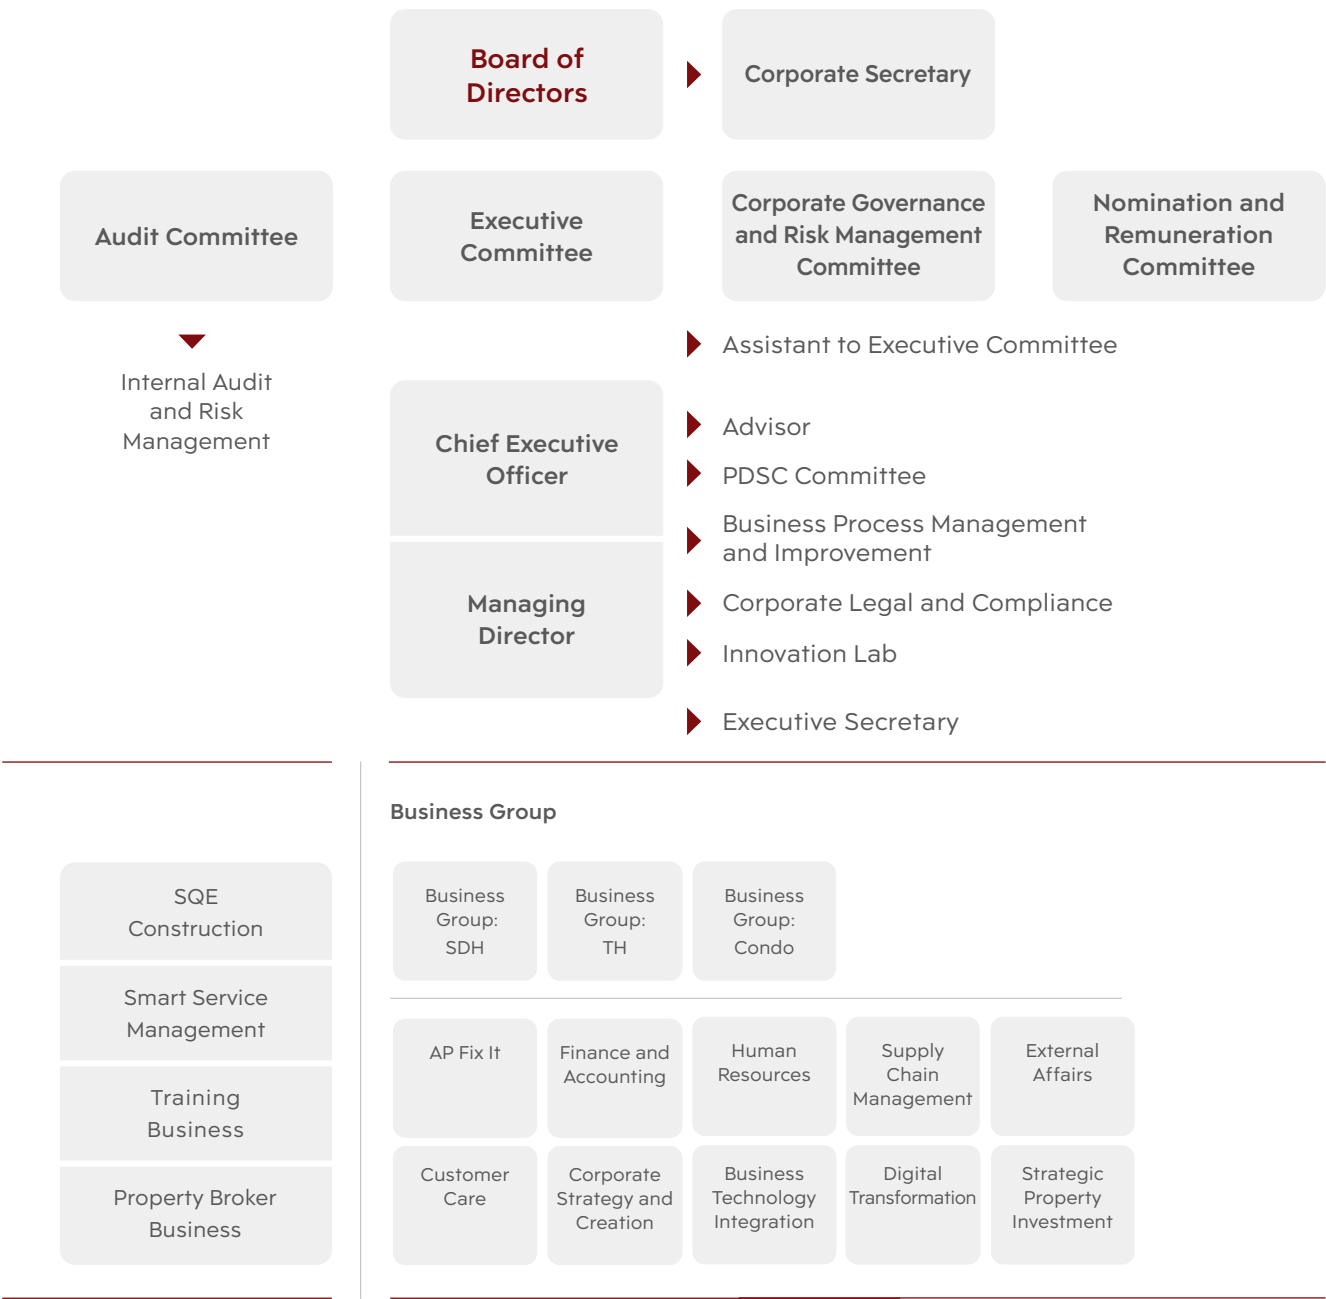 Board of
Directors
Corporate Secretary
Audit Committee
Executive
Committee
Corporate Governance
and Risk Management
Committee
Nomination and
Remuneration
Committee
Internal Audit
and Risk
Management
Assistant to Executive Committee
Chief Executive
Officer
Managing
Director
Advisor
PDSC Committee
Business Process Management
and Improvement
Corporate Legal and Compliance
Innovation Lab
Executive Secretary
SQE
Construction
Smart Service
Management
Training
Business
Property Broker
Business
Business Group
Business
Group:
SDH
Business
Group:
TH
Business
Group:
Condo
AP Fix It
Finance and
Accounting
Human
Resources
Supply
Chain
Management
External
Affairs
Customer
Care
Corporate
Strategy and
Creation
Business
Technology
Integration
Digital
Transformation
Strategic
Property
Investment